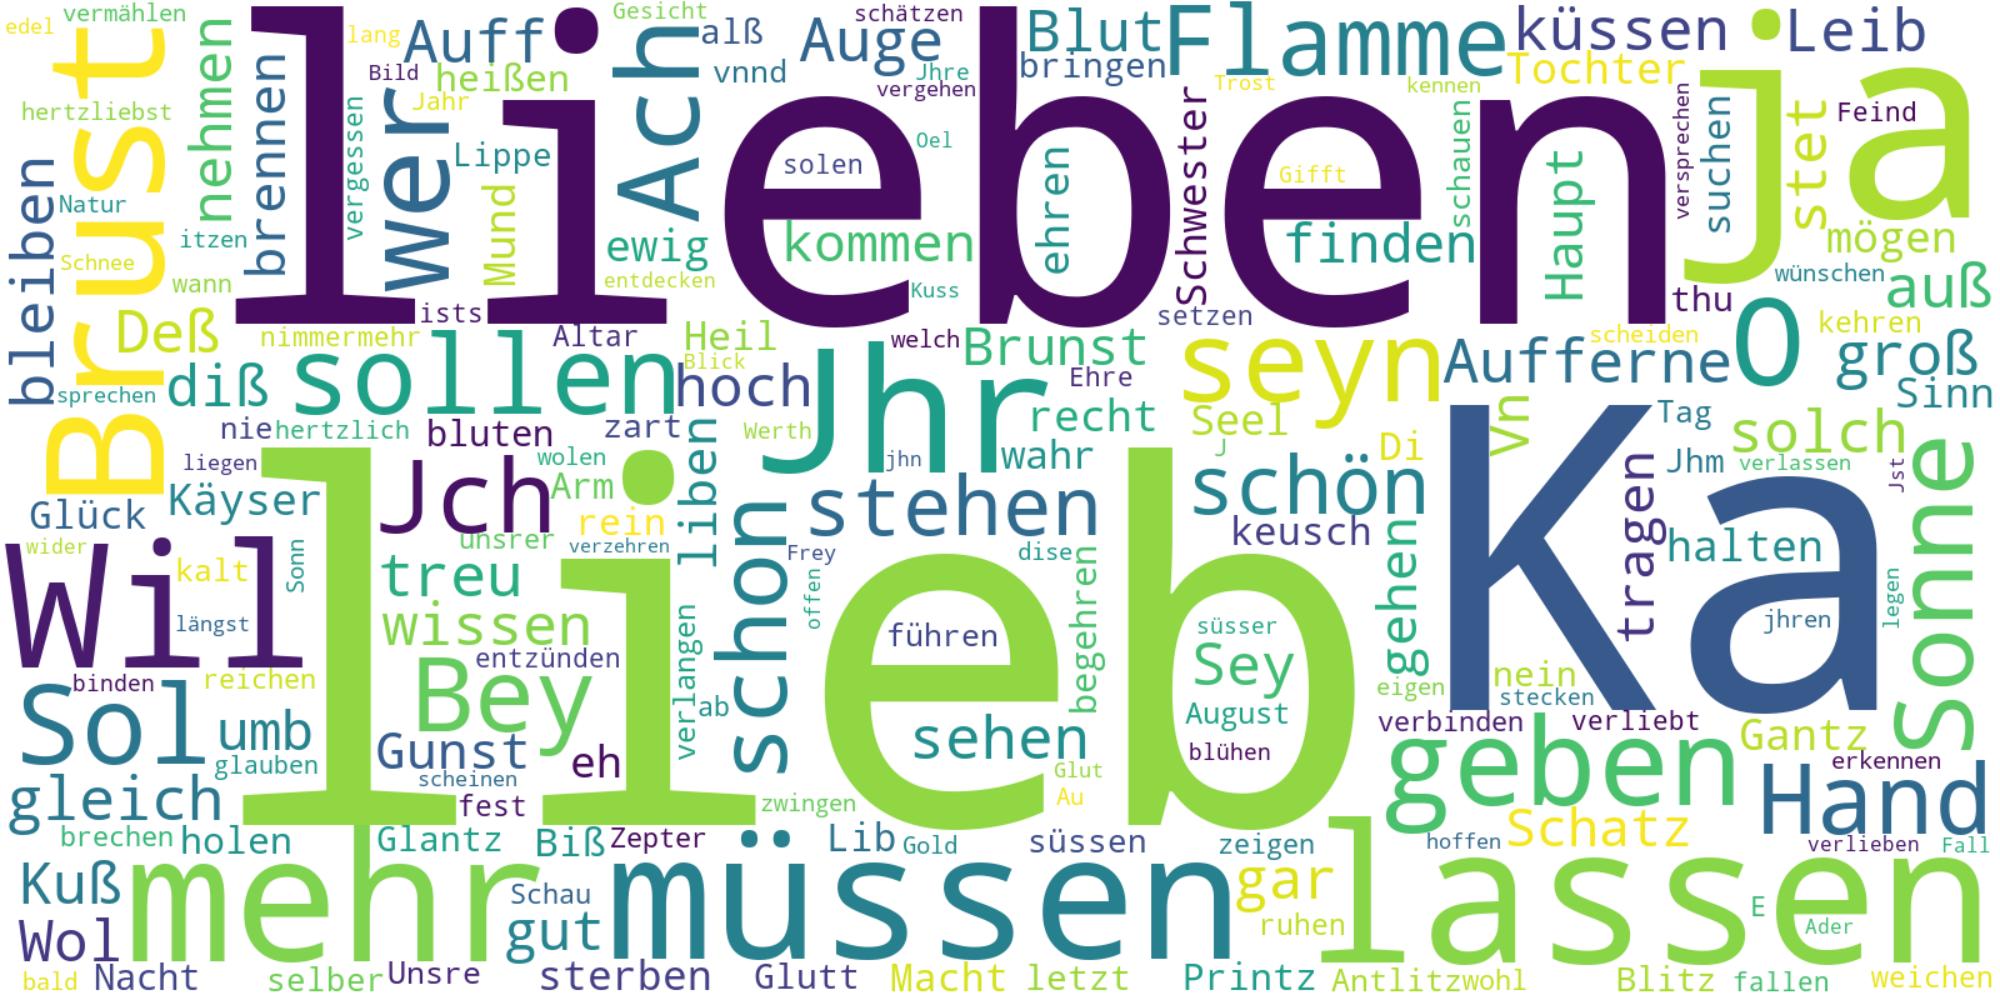 edel
vermählen
lang
Auff
Gesicht
alß
schätzen
Auge
Blut
Flamme
küssen
Leib
lieben
ja
Brust
nehmen
brennen
Bild
heißen
Jahr
wer
Ach
vnnd
Jhre
vergehen
bringen
Trost
Tochter
kennen
hertzliebst
vergessen
Lippe
Mund
solen
Oel
ehren
Schwester
Gifft
schauen
Haupt
versprechen
suchen
stet
Feind
bleiben
Natur
itzen
Schnee
wann
ewig
entdecken
kommen
Kuss
finden
mögen
wünschen
auß
ists
setzen
thu
Deß
nimmermehr
Altar
Heil
Blick
welch
Brunst
seyn
Aufferne
scheiden
O
kehren
groß
sprechen
diß
sollen
hoch
Jhr
Ehre
recht
Seel
Vn
Tag
Sinn
nie
hertzlich
bluten
zart
Werth
J
Di
solch
liegen
wolen
liben
jhn
wahr
Ka
Jhm
verlassen
Jst
sonne
Glück
Käyser
Jch
Arm
lieb
schon
stehen
schön
keusch
tragen
halten
wider
Wil
kalt
Sonn
unsrer
rein
verzehren
Frey
dise
gehen
längst
treu
wissen
offen
führen
begehren
süsser
Sey
jhren
legen
binden
reichen
entzünden
Bey
verlangen
ab
eigen
nein
stecken
Sol
umb
glauben
Gunst
scheinen
eh
sehen
August
blühen
verbinden
verliebt
Gantz
erkennen
gleich
fest
Glut
Au
zwingen
geben
Hand
brechen
holen
Glantz
Biß
Zepter
Lib
Gold
süssen
zeigen
hoffen
Schatz
verlieben
Fall
Kuß
mehr
Schau
gut
müssen
gar
ruhen
lassen
E
Ader
Wol
bald
Nacht
selber
Unsre
sterben
Glutt
Macht
letzt
Printz
Antlitz
wohl
Blitz
fallen
weichen